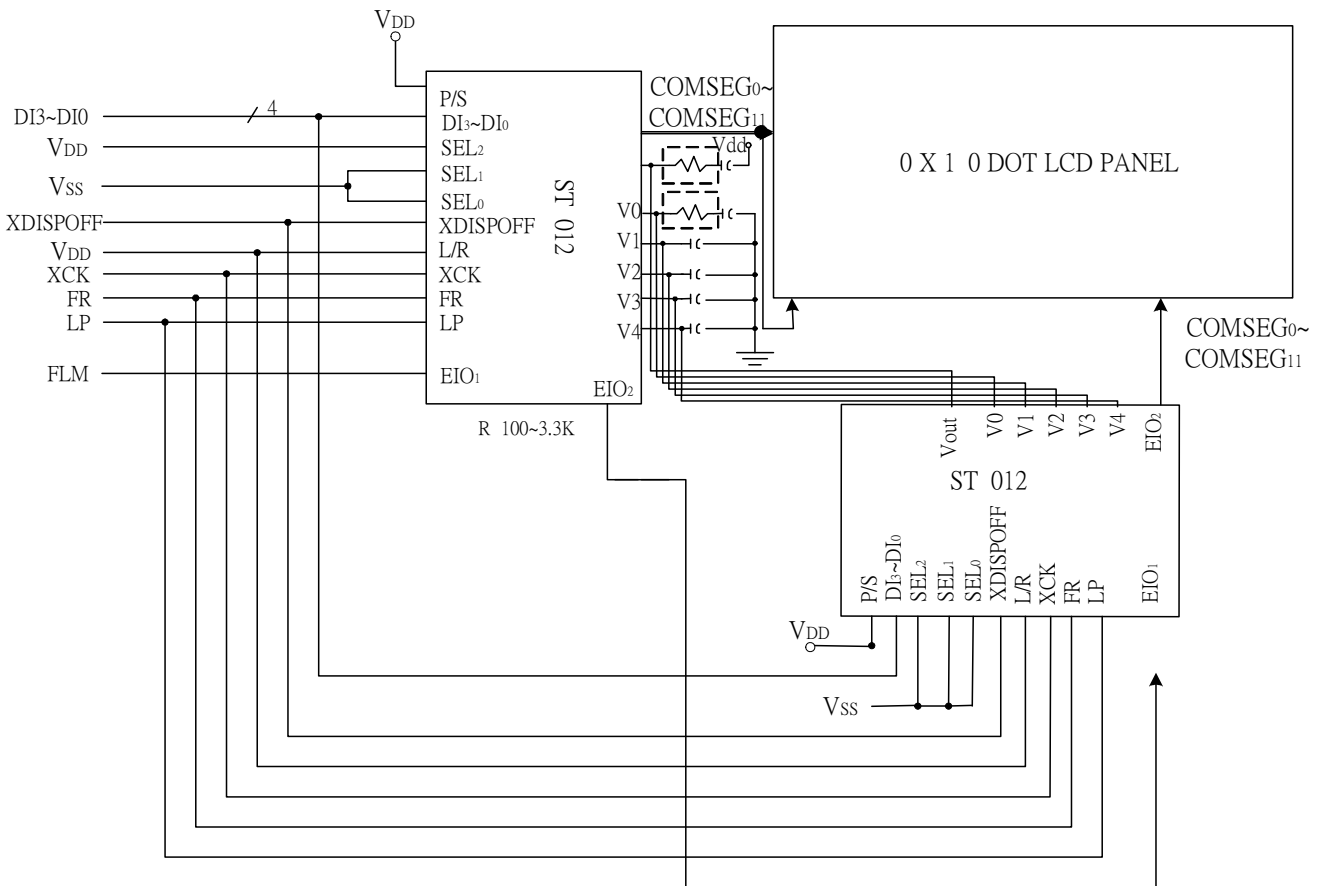 VDD
P/S
DI3~DI0
4
DI3~DI0
VDD
SEL2
VSS
SEL1
SEL0
XDISPOFF
XDISPOFF
VDD
L/R
XCK
XCK
FR
FR
LP
LP
FLM
EIO1
EIO2
ST 012
V0
V1
V2
V3
V4
R 100~3.3K
COMSEG0~
COMSEG11
Vdd
0 X 1 0 DOT LCD PANEL
COMSEG0~
COMSEG11
Vout
V0
V1
V2
V3
V4
EIO2
ST 012
P/S
DI3~DI0
SEL2
SEL1
SEL0
XDISPOFF
L/R
XCK
FR
LP
EIO1
VDD
VSS